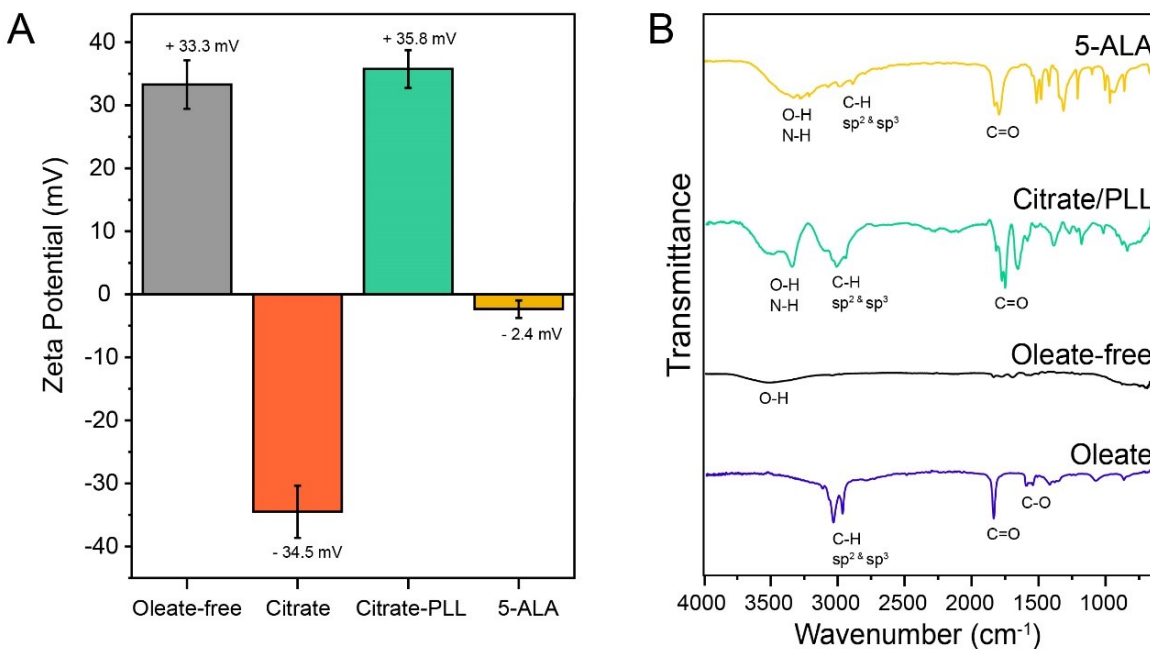 A
Zeta Potential (mV)
40
30
20
10
0
-10
-20
-30
-40
+ 33.3 mV
+ 35.8 mV
- 34.5 mV
- 2.4 mV
Oleate-free
Citrate
Citrate-PLL
5-ALA
B
Transmittance
5-ALA
O-H
N-H
C-H
sp² & sp³
C=O
Citrate/PLL
O-H
N-H
C-H
sp² & sp³
C=O
Oleate-free
O-H
Oleate
C-H
sp² & sp³
C=O
C-O
4000 3500 3000 2500 2000 1500 1000
Wavenumber (cm⁻¹)